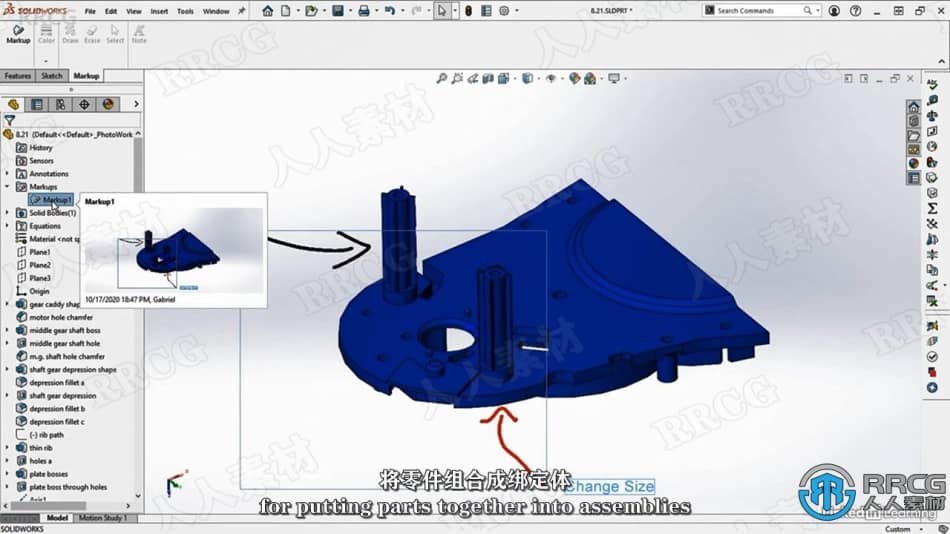 SOLIDWORKS
File Edit View Insert Tools Window
8.21.SLDPRT *
Search Commands
Markup Color Draw Erase Select Note
Features Sketch Markup
8.21 (Default<<Default>_PhotoWork
History
Sensors
Annotations
Markups
Markup1
Solid Bodies(1)
Equations
Material <not sp
Plane1
Plane2
Plane3
Origin
gear caddy shap
motor hole chamfer
middle gear shaft boss
middle gear shaft hole
m.g. shaft hole chamfer
shaft gear depression shape
depression fillet a
shaft gear depression
depression fillet b
depression fillet c
(-) rib path
thin rib
holes a
plate bosses
plate boss through holes
Axis1
Markup1
10/17/2020 18:47 PM, Gabriel
Change Size
将零件组合成绑定体
for putting parts together into assemblies
Model Motion Study 1
SOLIDWORKS
Custom
RRCG
人人素材
Learning